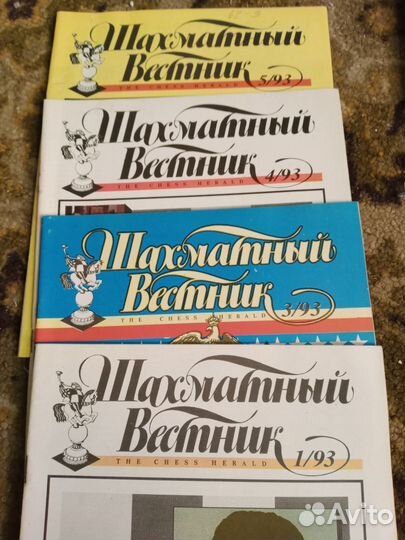 Шахматный
Вестник
THE CHESS HERALD
5/93
Шахматный
Вестник
THE CHESS HERALD
4/93
Шахматный
Вестник
THE CHESS HERALD
3/93
Шахматный
Вестник
THE CHESS HERALD
1/93
Avito